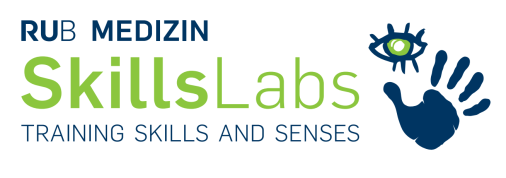 RUB MEDIZIN
SkillsLabs
TRAINING SKILLS AND SENSES